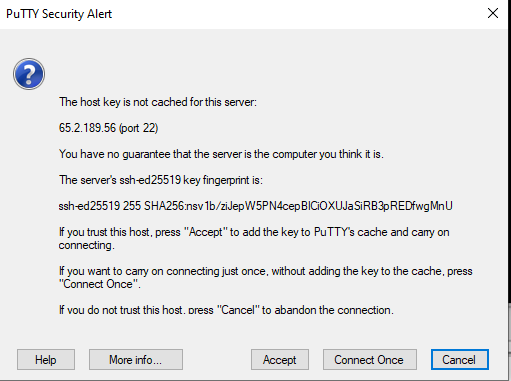 PuTTY Security Alert
The host key is not cached for this server:
65.2.189.56 (port 22)
You have no guarantee that the server is the computer you think it is.
The server's ssh-ed25519 key fingerprint is:
ssh-ed25519 255 SHA256:nsv1b/ziJepW5PN4cepBICiOXUJaSiRB3pREDfwgMnU
If you trust this host, press "Accept" to add the key to PuTTY's cache and carry on
connecting.
If you want to carry on connecting just once, without adding the key to the cache, press
"Connect Once".
If you do not trust this host, press "Cancel" to abandon the connection.
Help
More info...
Accept
Connect Once
Cancel